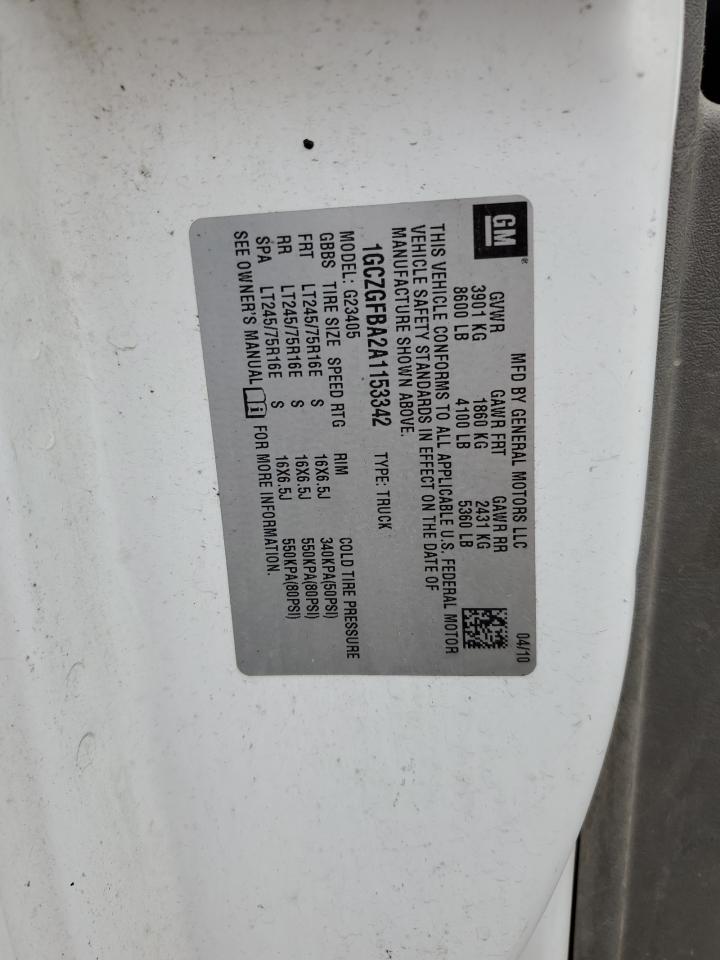 GM
MFD BY GENERAL MOTORS LLC 04/10
GVWR GAWR FRT GAWR RR
3901 KG 1860 KG 2431 KG
8600 LB 4100 LB 5360 LB
THIS VEHICLE CONFORMS TO ALL APPLICABLE U.S. FEDERAL MOTOR
VEHICLE SAFETY STANDARDS IN EFFECT ON THE DATE OF
MANUFACTURE SHOWN ABOVE.
1GCZGFBA2A1153342 TYPE: TRUCK
MODEL: G23405
GBBS TIRE SIZE SPEED RTG RIM COLD TIRE PRESSURE
FRT LT245/75R16E S 16X6.5J 340KPA(50PSI)
RR LT245/75R16E S 16X6.5J 550KPA(80PSI)
SPA LT245/75R16E S 16X6.5J 550KPA(80PSI)
SEE OWNER'S MANUAL FOR MORE INFORMATION.